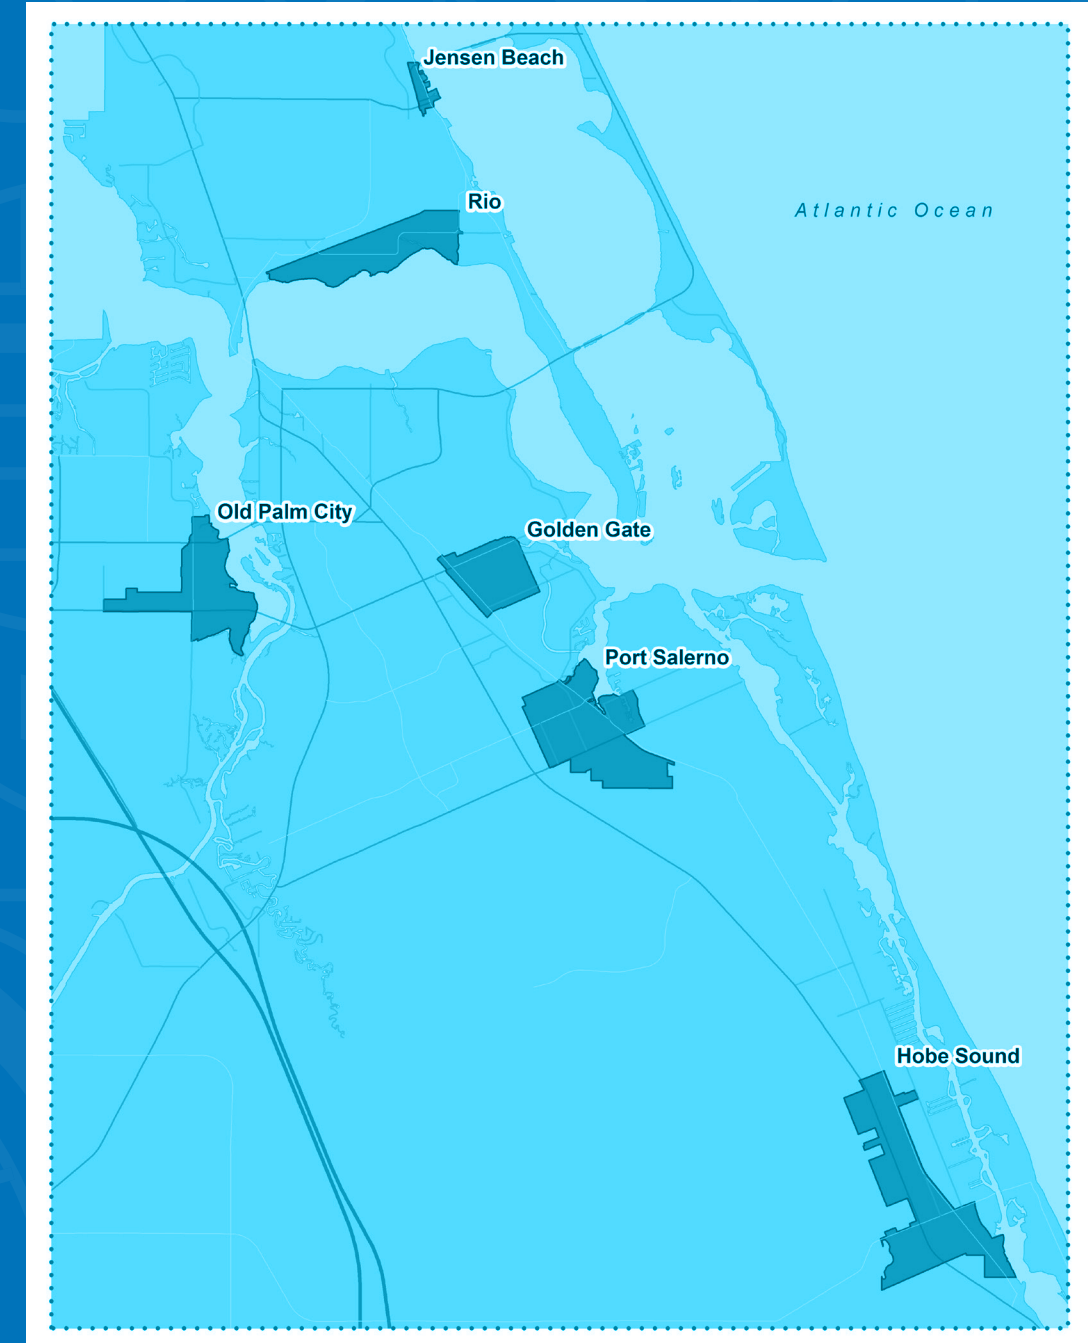 Jensen Beach
Rio
Atlantic Ocean
Old Palm City
Golden Gate
Port Salerno
Hobe Sound